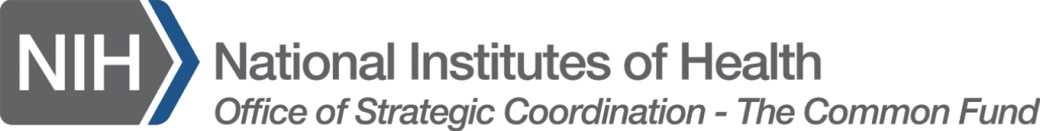 NIH National Institutes of Health
Office of Strategic Coordination - The Common Fund